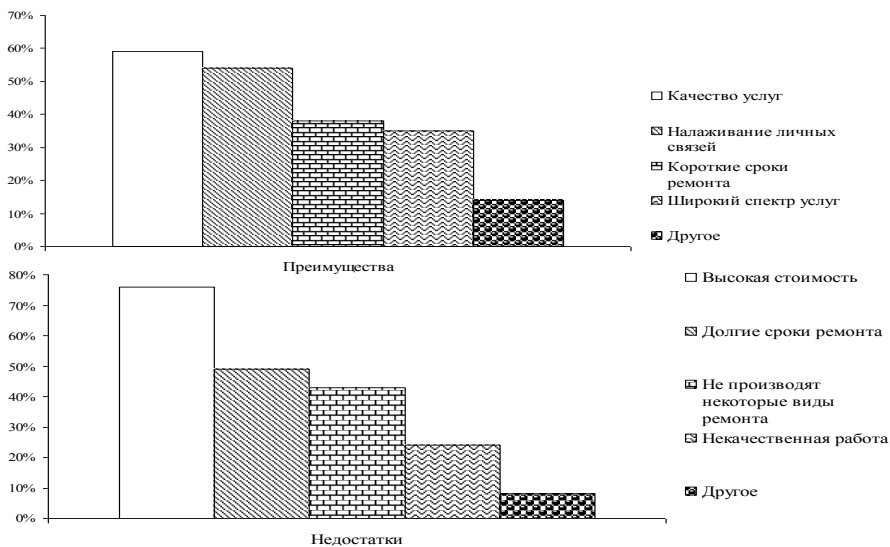 70%
60%
50%
40%
30%
20%
10%
0%
Качество услуг
Налаживание личных
связей
Короткие сроки
ремонта
Широкий спектр услуг
Другое
Преимущества
80%
70%
60%
50%
40%
30%
20%
10%
0%
Высокая стоимость
Долгие сроки ремонта
Не производят
некоторые виды
ремонта
Некачественная работа
Другое
Недостатки